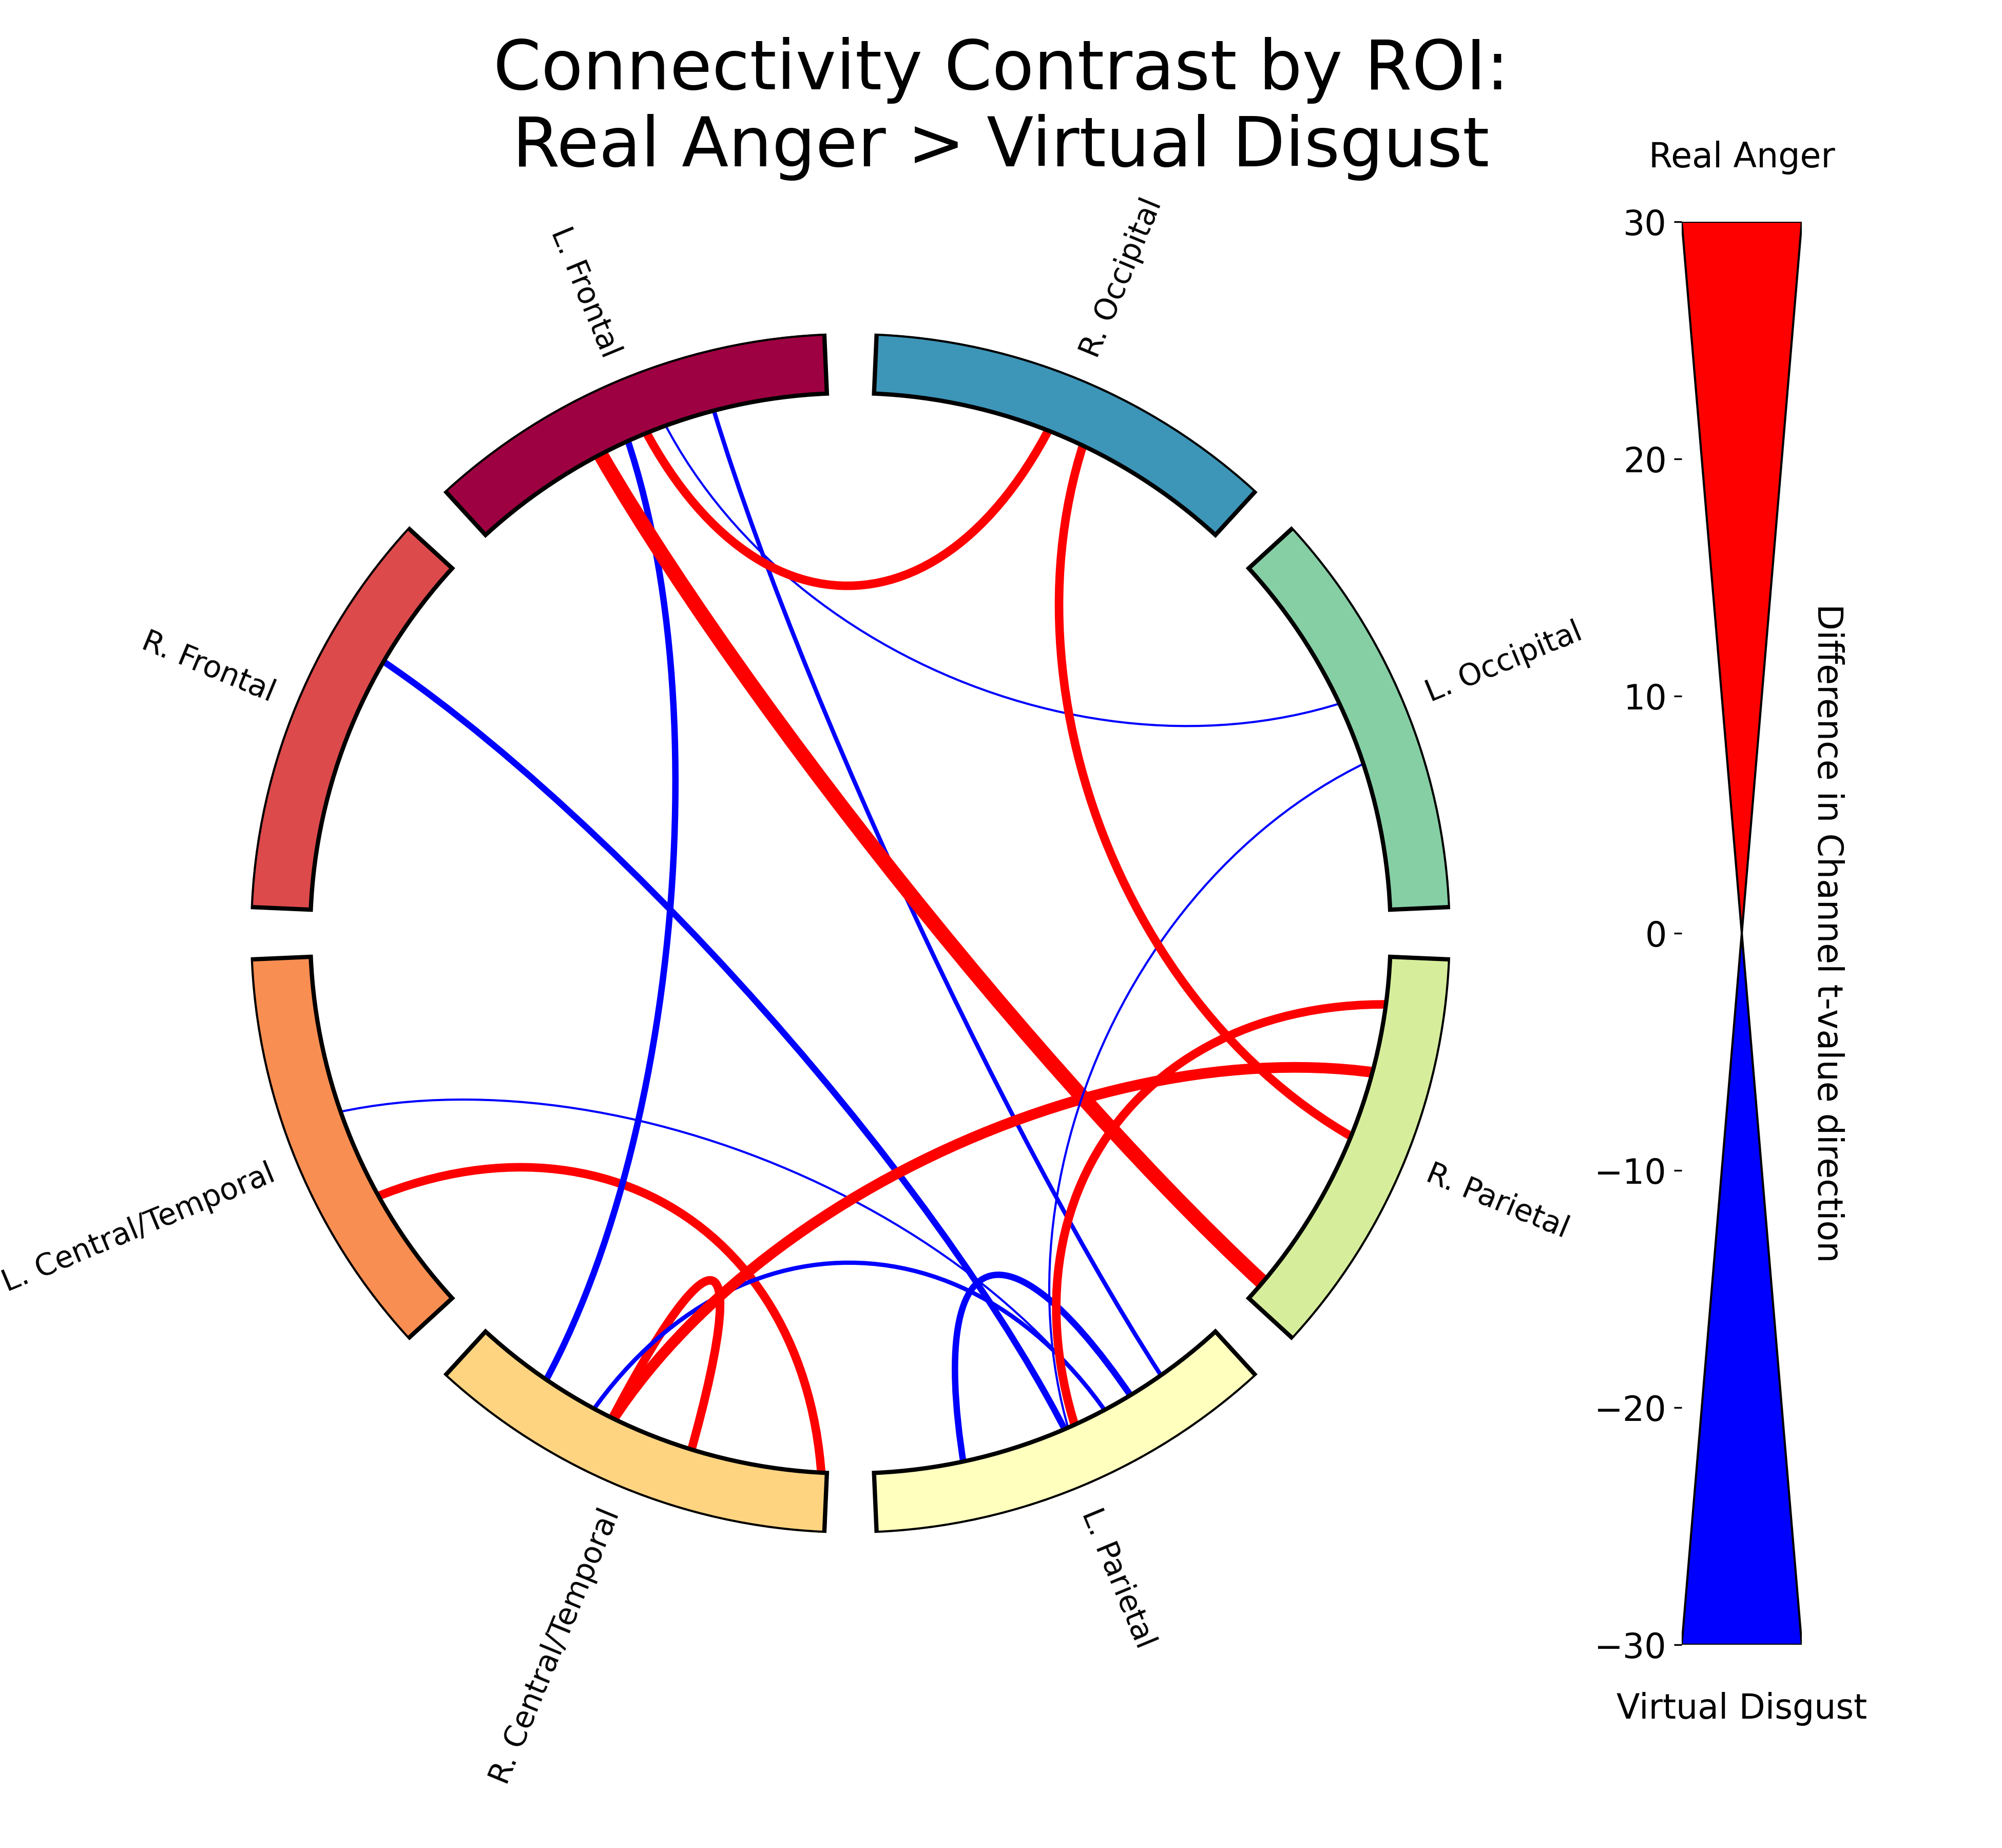 Connectivity Contrast by ROI:
Real Anger > Virtual Disgust
Real Anger
L. Frontal
R. Occipital
R. Frontal
L. Occipital
L. Central/Temporal
R. Parietal
R. Central/Temporal
L. Parietal
30
20
10
0
−10
−20
−30
Difference in Channel t-value direction
Virtual Disgust